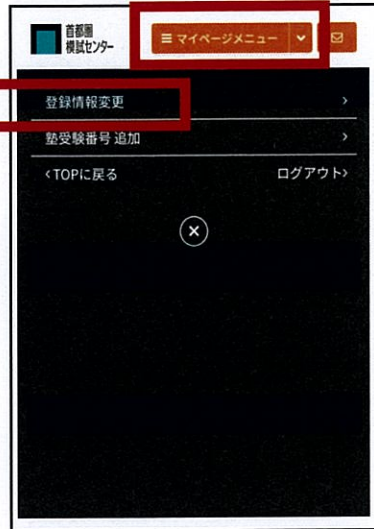 首都圏
模試センター
≡ マイページメニュー
登録情報変更 >
塾受験番号 追加 >
<TOPに戻る ログアウト>